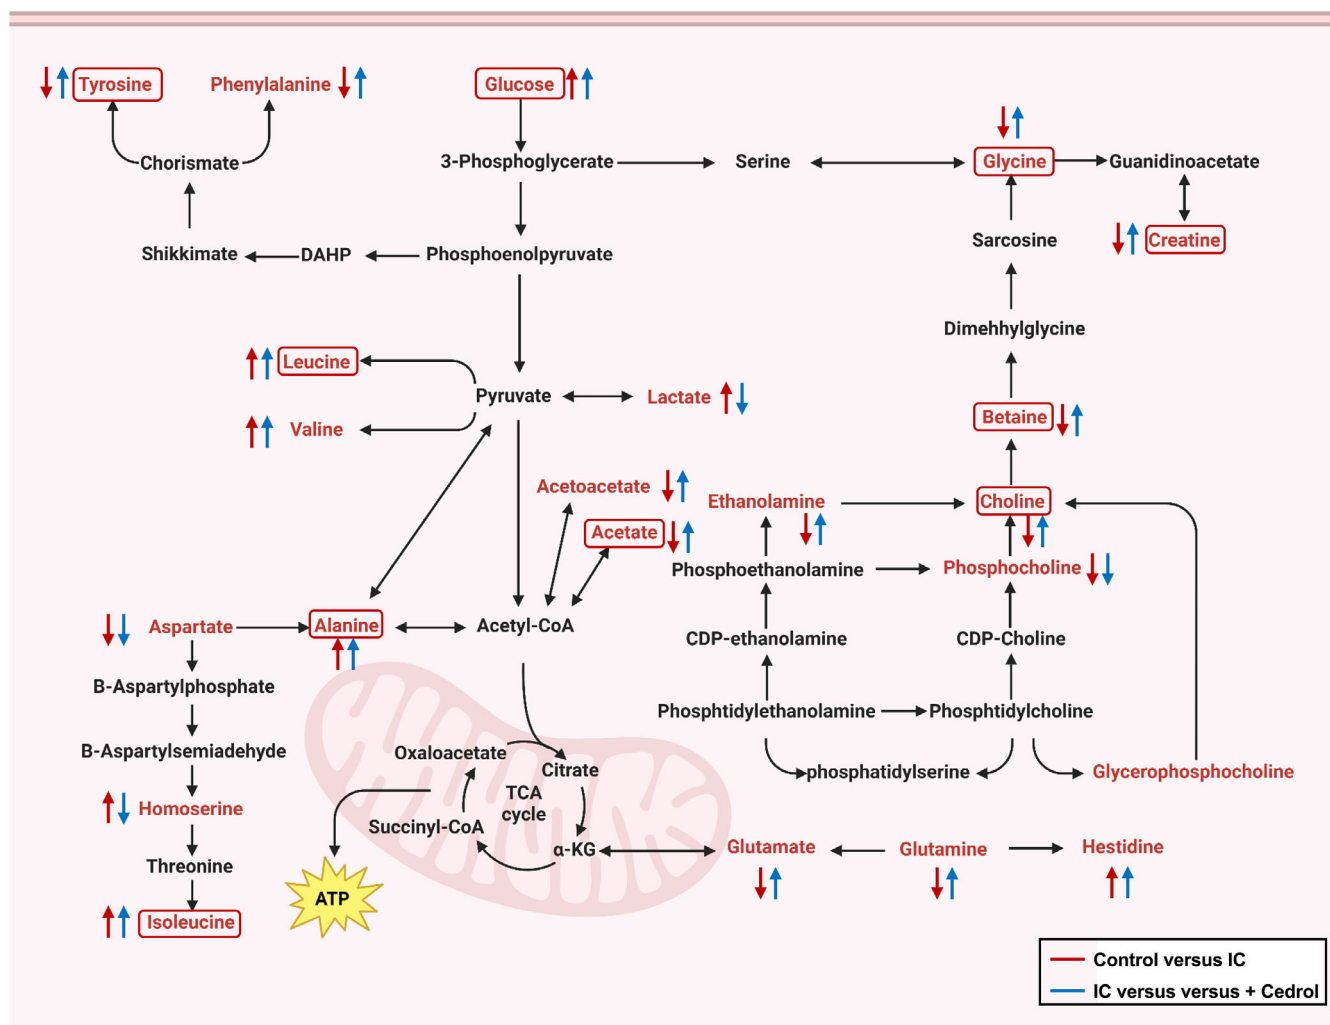 Tyrosine
Phenylalanine
Glucose
Chorismate
3-Phosphoglycerate
Serine
Glycine
Guanidinoacetate
Shikkimate
DAHP
Phosphoenolpyruvate
Sarcosine
Creatine
Dimehhylglycine
Leucine
Pyruvate
Lactate
Valine
Betaine
Acetoacetate
Ethanolamine
Choline
Acetate
Phosphoethanolamine
Phosphocholine
Aspartate
Alanine
Acetyl-CoA
CDP-ethanolamine
CDP-Choline
B-Aspartylphosphate
Phosphtidylethanolamine
Phosphtidylcholine
B-Aspartylsemiadehyde
Oxaloacetate
Citrate
phosphatidylserine
Glycerophosphocholine
TCA
cycle
Homoserine
Succinyl-CoA
α-KG
Glutamate
Glutamine
Hestidine
Threonine
ATP
Isoleucine
Control versus IC
IC versus versus + Cedrol